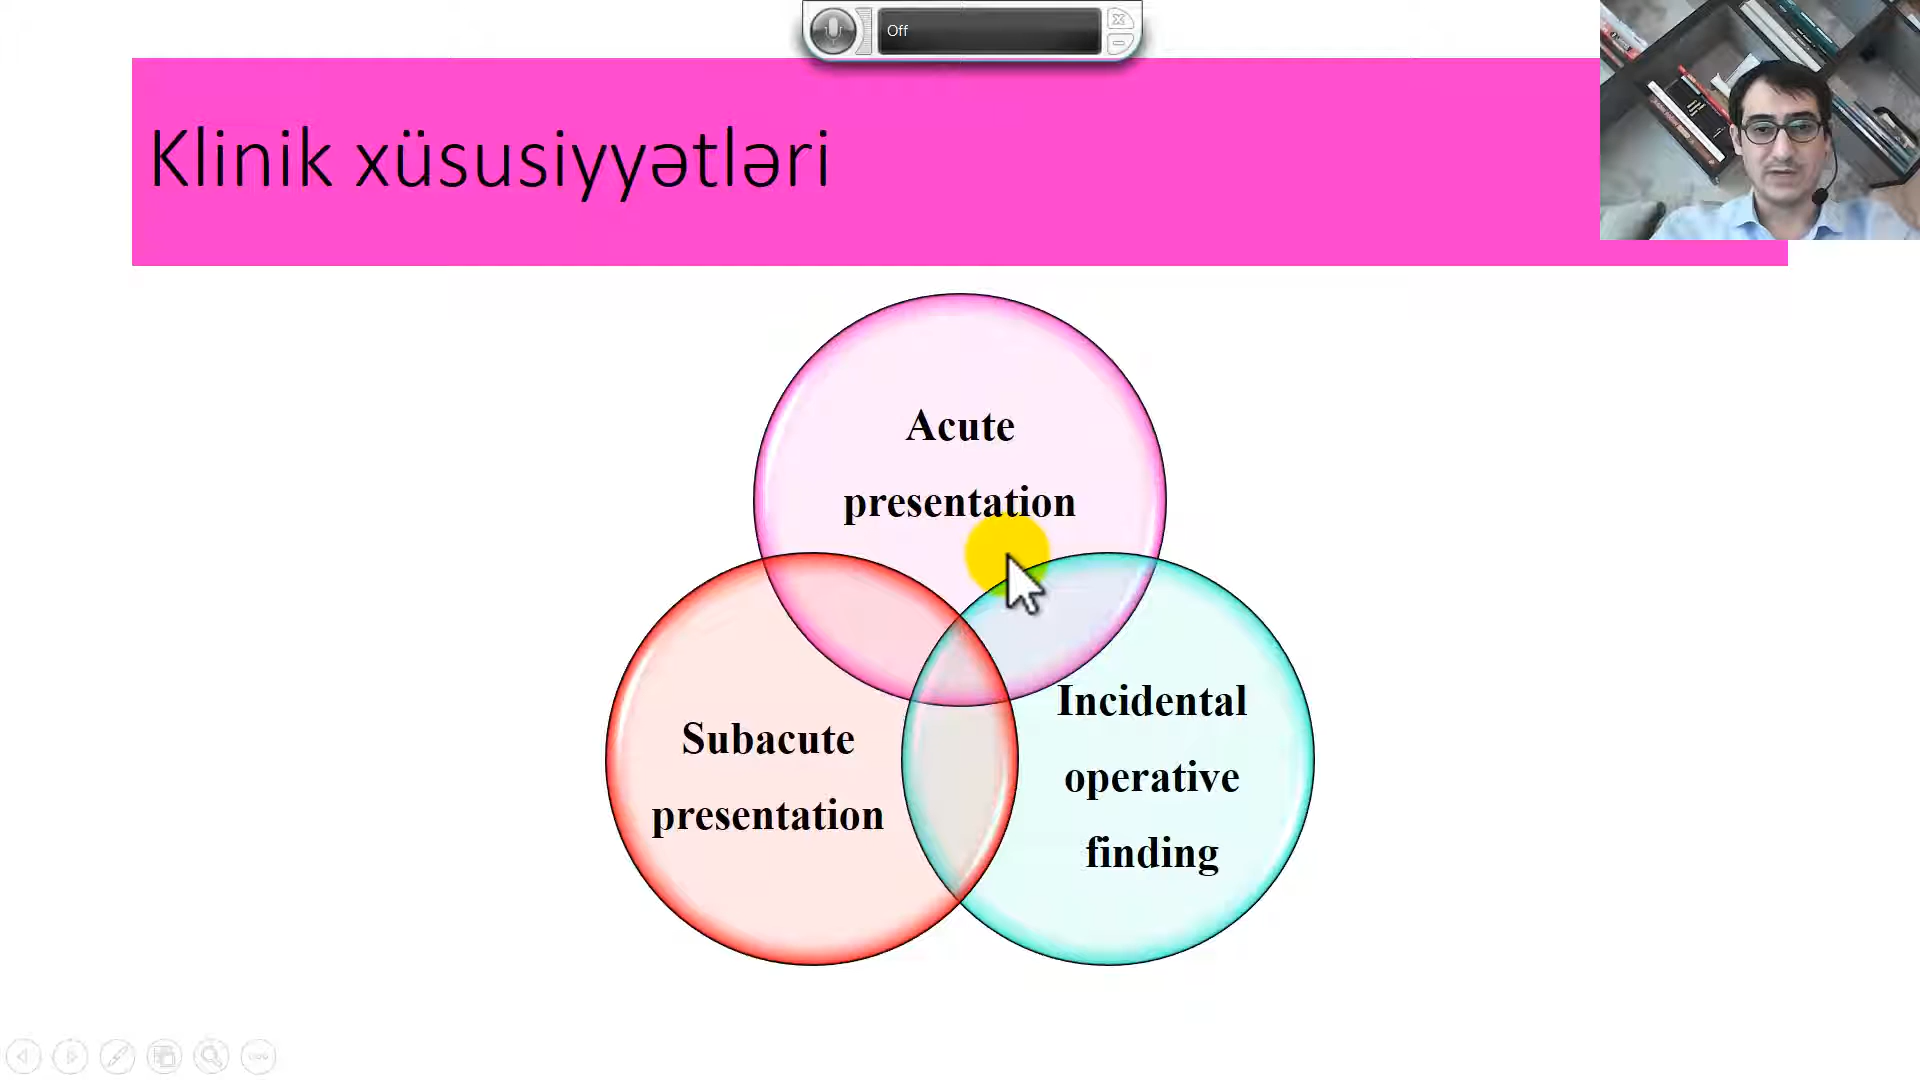 Off
Klinik xüsusiyyətləri
Acute
presentation
Subacute
presentation
Incidental
operative
finding